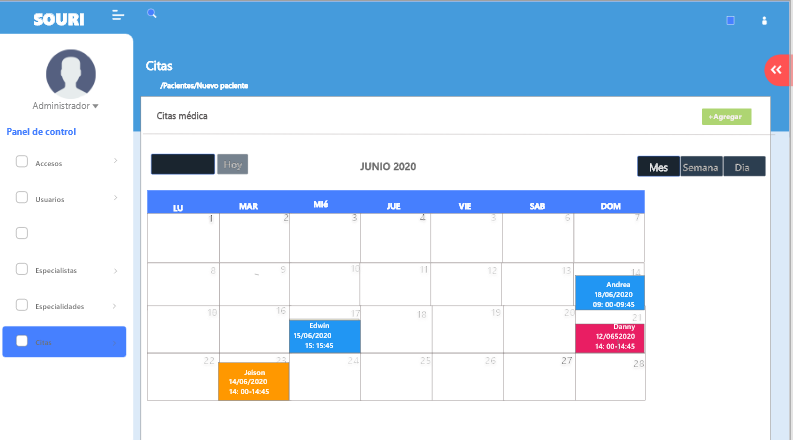 SOURI
Citas
/Pacientes/Nuevo paciente
Administrador
Panel de control
Accesos
Usuarios
Especialistas
Especialidades
Citas médica
+Agregar
Hoy
JUNIO 2020
Mes Semana Dia
LU MAR Mié JUE VIE SAB DOM
1 2 3 4 5 6 7
8 9 10 11 12 13 14
Andrea
18/06/2020
09: 00-09:45
16 17 18 19 20 21
Edwin
15/06/2020
15: 15:45
Danny
12/0652020
14: 00-14:45
22 23 24 25 26 27 28
Jeison
14/06/2020
14: 00-14:45